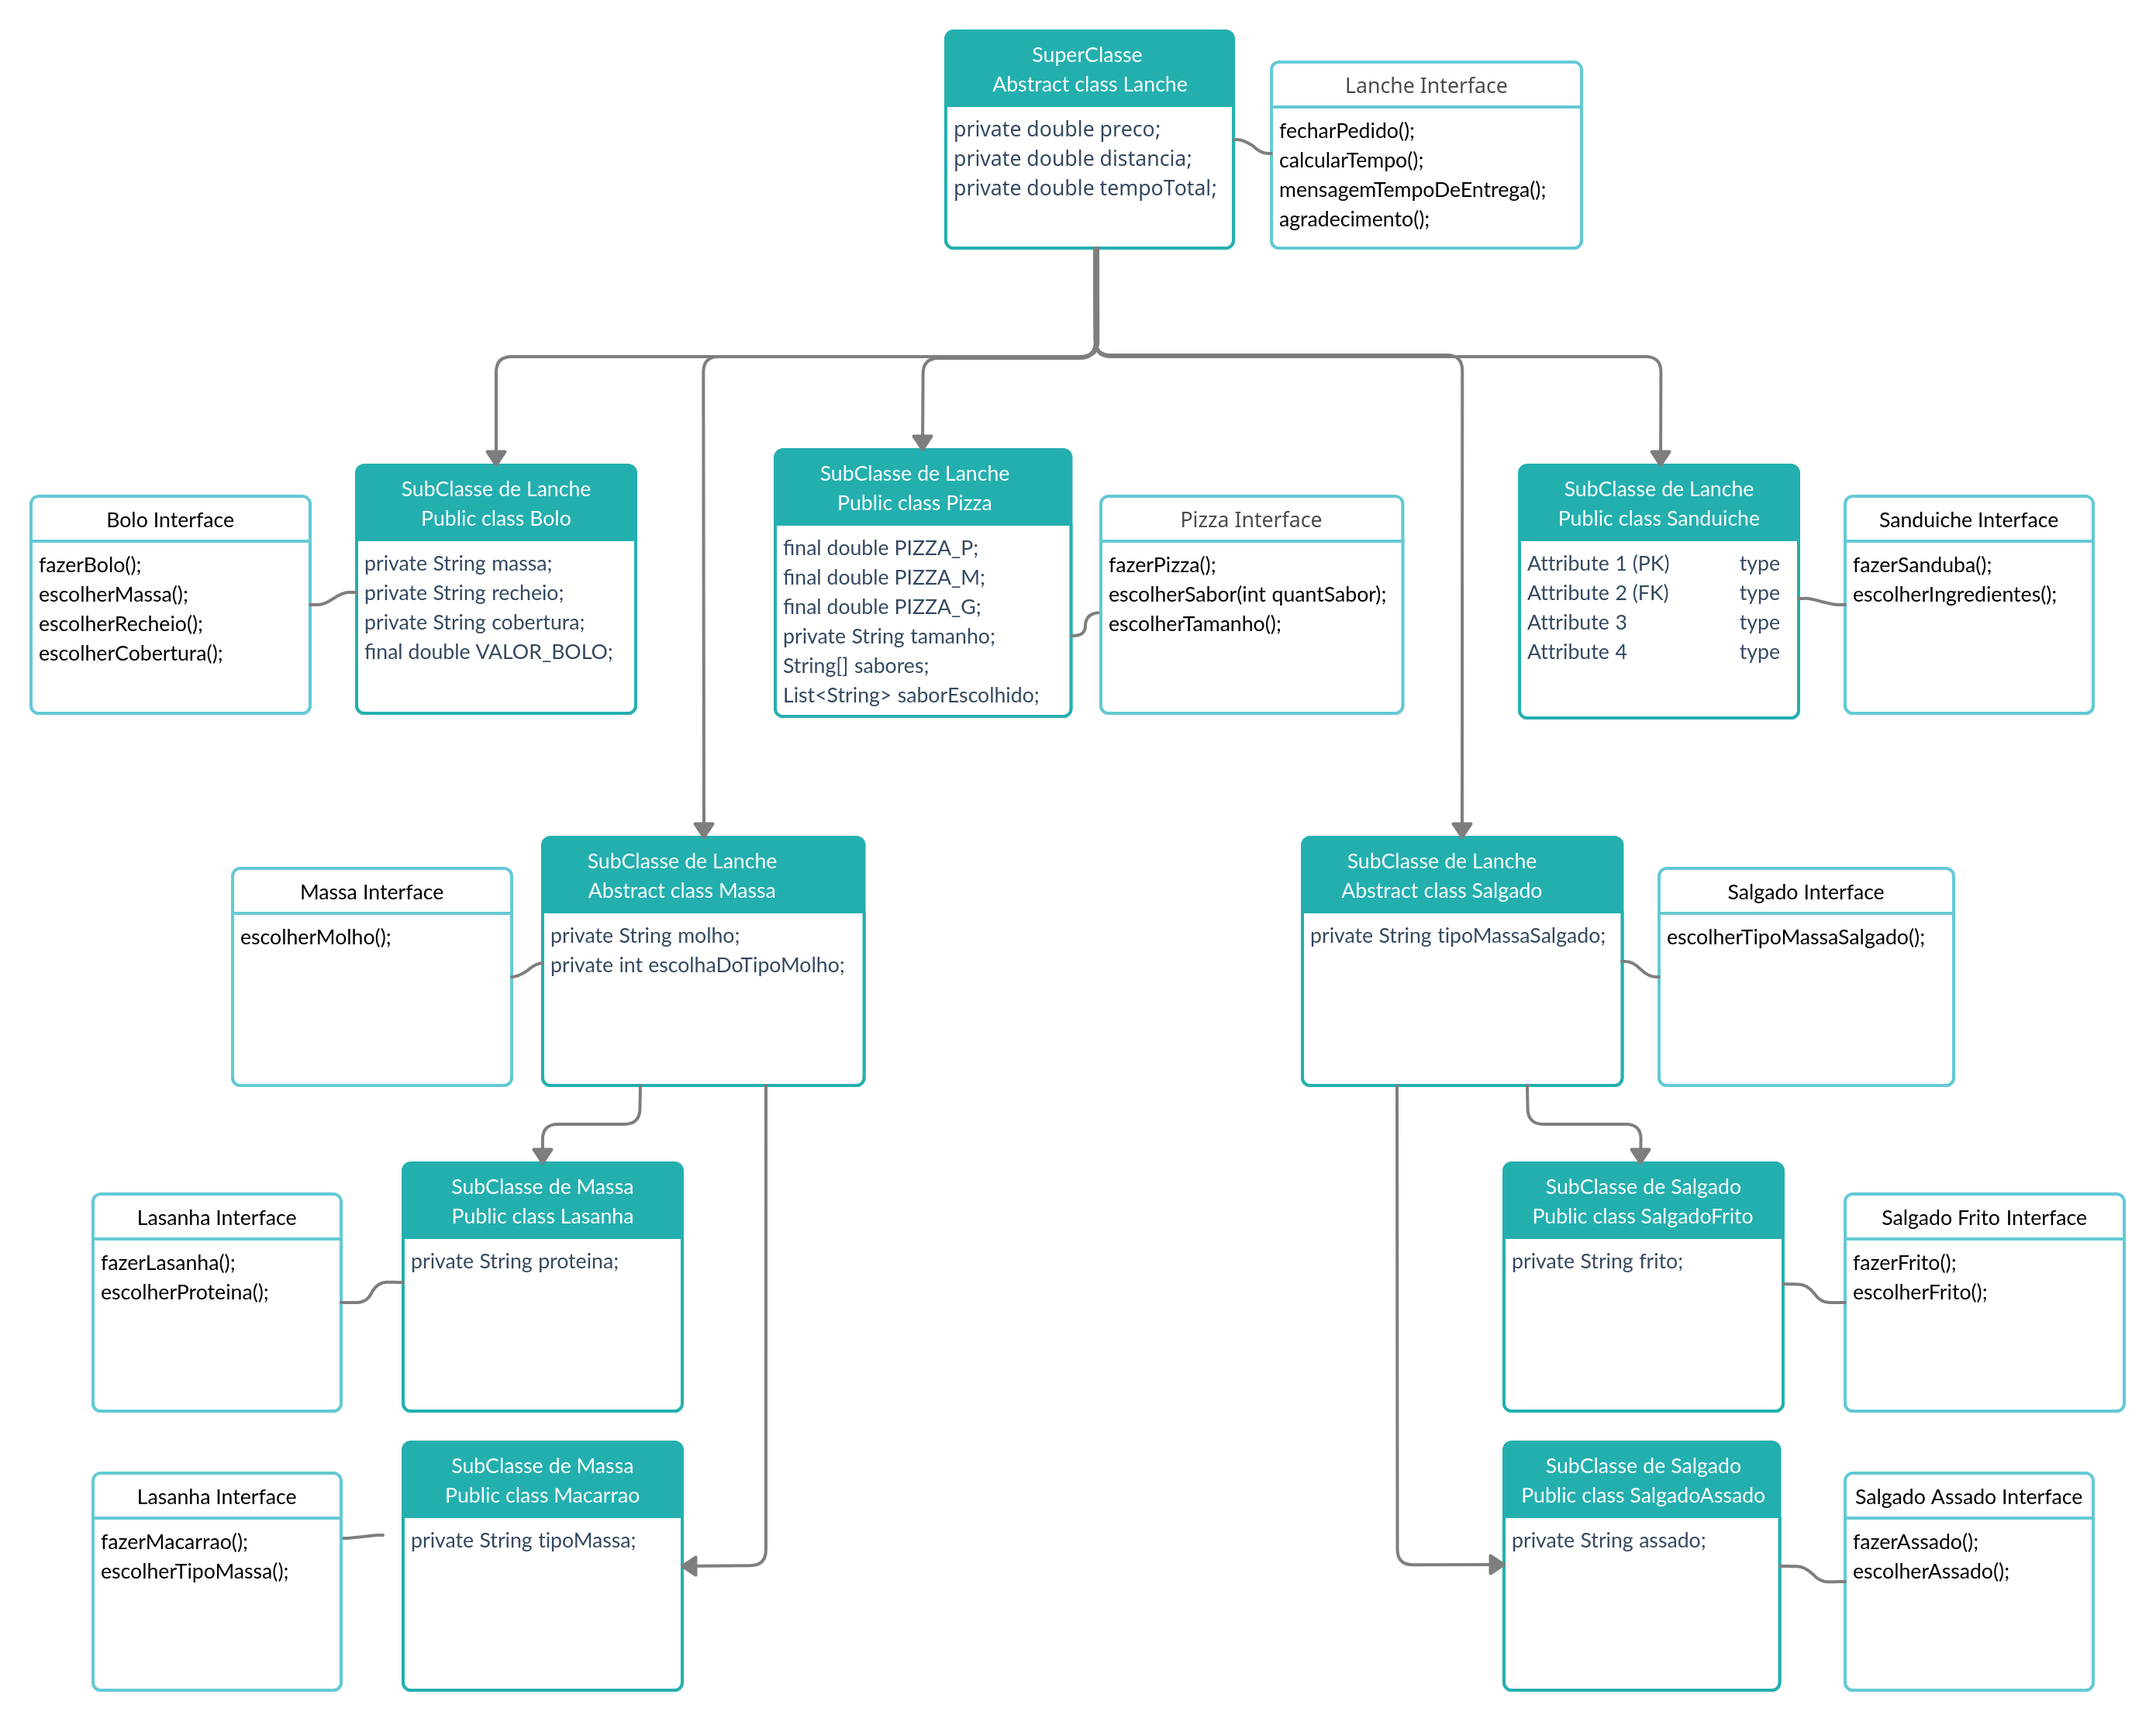 SuperClasse
Abstract class Lanche
private double preco;
private double distancia;
private double tempoTotal;
Lanche Interface
fecharPedido();
calcularTempo();
mensagemTempoDeEntrega();
agradecimento();
Bolo Interface
fazerBolo();
escolherMassa();
escolherRecheio();
escolherCobertura();
SubClasse de Lanche
Public class Bolo
private String massa;
private String recheio;
private String cobertura;
final double VALOR_BOLO;
SubClasse de Lanche
Public class Pizza
final double PIZZA_P;
final double PIZZA_M;
final double PIZZA_G;
private String tamanho;
String[] sabores;
List<String> saborEscolhido;
Pizza Interface
fazerPizza();
escolherSabor(int quantSabor);
escolherTamanho();
SubClasse de Lanche
Public class Sanduiche
Attribute 1 (PK) type
Attribute 2 (FK) type
Attribute 3 type
Attribute 4 type
Sanduiche Interface
fazerSanduba();
escolherIngredientes();
Massa Interface
escolherMolho();
SubClasse de Lanche
Abstract class Massa
private String molho;
private int escolhaDoTipoMolho;
SubClasse de Lanche
Abstract class Salgado
private String tipoMassaSalgado;
Salgado Interface
escolherTipoMassaSalgado();
Lasanha Interface
fazerLasanha();
escolherProteina();
SubClasse de Massa
Public class Lasanha
private String proteina;
SubClasse de Salgado
Public class SalgadoFrito
private String frito;
Salgado Frito Interface
fazerFrito();
escolherFrito();
Lasanha Interface
fazerMacarrao();
escolherTipoMassa();
SubClasse de Massa
Public class Macarrao
private String tipoMassa;
SubClasse de Salgado
Public class SalgadoAssado
private String assado;
Salgado Assado Interface
fazerAssado();
escolherAssado();